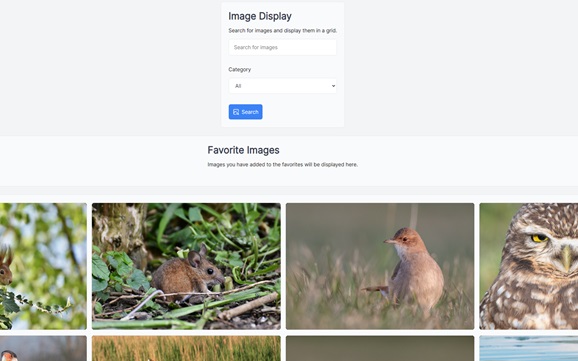 Image Display
Search for images and display them in a grid.
Search for images
Category
All
Search
Favorite Images
Images you have added to the favorites will be displayed here.